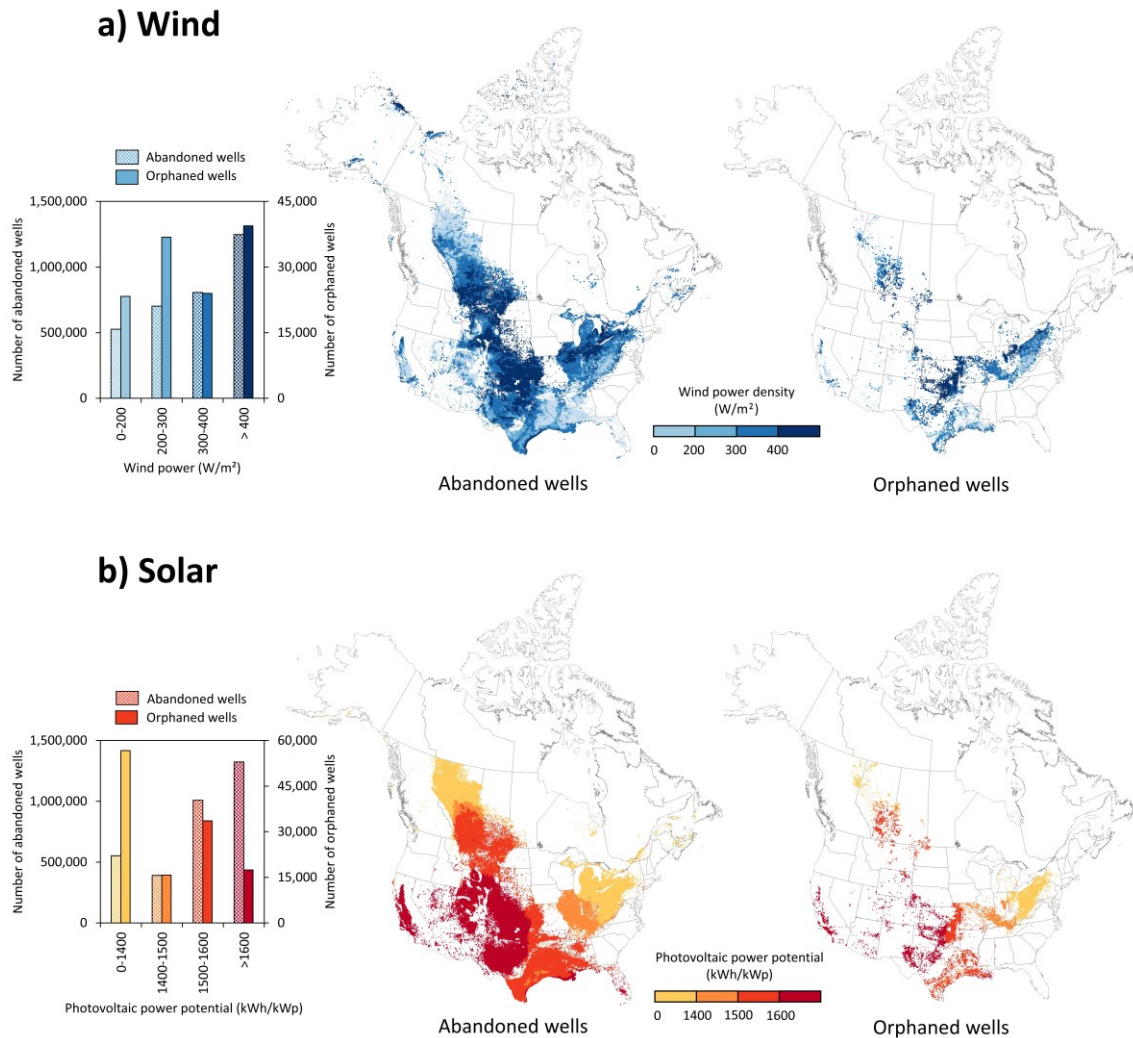 a) Wind
Abandoned wells
Orphaned wells
Number of abandoned wells
1,500,000
1,000,000
500,000
0
45,000
30,000
15,000
0
Number of orphaned wells
0-200
200-300
300-400
> 400
Wind power (W/m²)
Wind power density
(W/m²)
0 200 300 400
Abandoned wells
Orphaned wells
b) Solar
Abandoned wells
Orphaned wells
Number of abandoned wells
1,500,000
1,000,000
500,000
0
60,000
45,000
30,000
15,000
0
Number of orphaned wells
0-1400
1400-1500
1500-1600
>1600
Photovoltaic power potential (kWh/kWp)
Photovoltaic power potential
(kWh/kWp)
0 1400 1500 1600
Abandoned wells
Orphaned wells